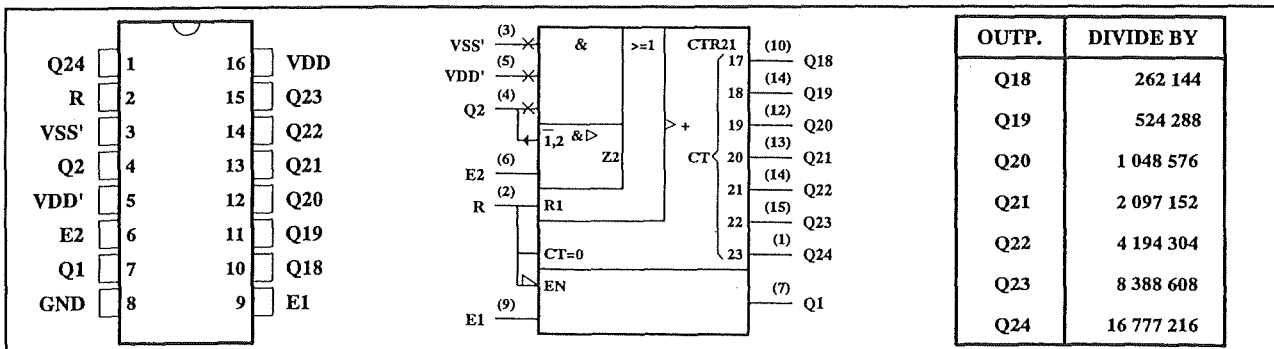 Q24 1 16 VDD
R 2 15 Q23
VSS' 3 14 Q22
Q2 4 13 Q21
VDD' 5 12 Q20
E2 6 11 Q19
Q1 7 10 Q18
GND 8 9 E1
(3) & >=1 CTR21 (10)
VSS' 17 Q18
(5) (14)
VDD' 18 Q19
(4) (12)
Q2 19 Q20
1,2 & ▷ + (13)
(6) Z2 CT 20 Q21
E2 (14)
(2) 21 Q22
R R1 (15)
22 Q23
(1)
CT=0 23 Q24
EN
(9) (7)
E1 Q1
OUTP. DIVIDE BY
Q18 262 144
Q19 524 288
Q20 1 048 576
Q21 2 097 152
Q22 4 194 304
Q23 8 388 608
Q24 16 777 216